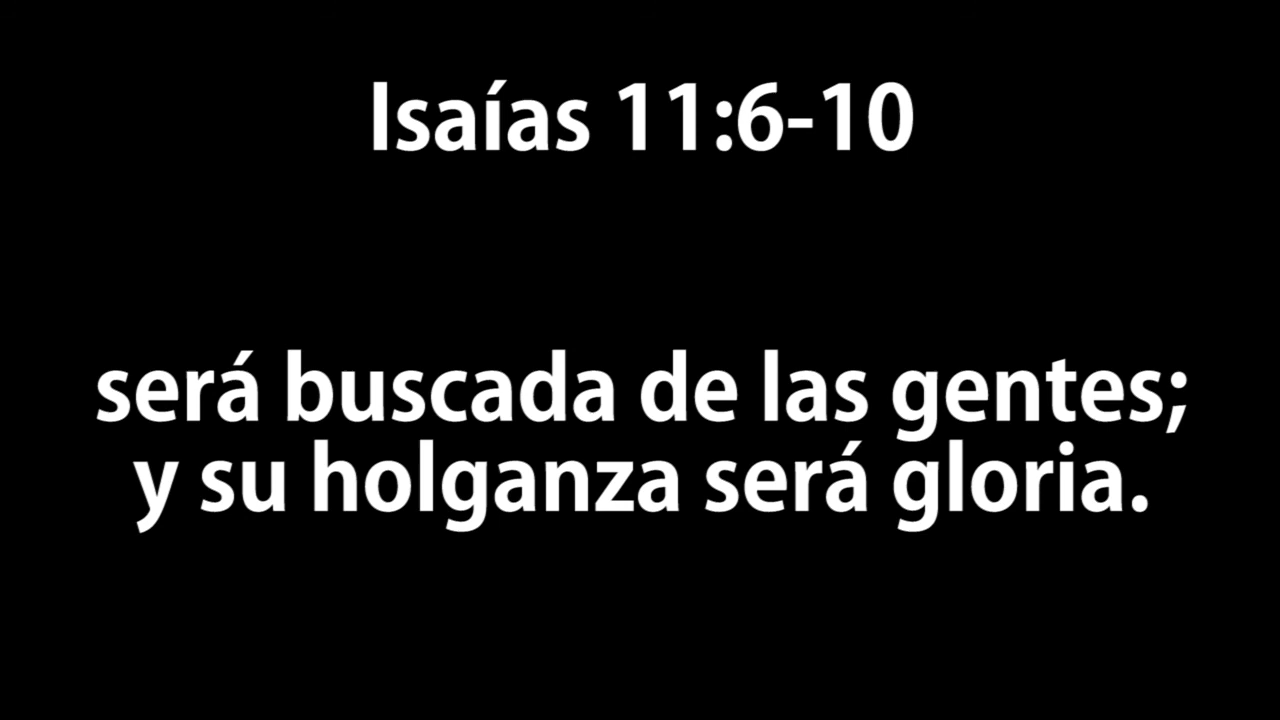 Isaías 11:6-10
será buscada de las gentes;
y su holganza será gloria.